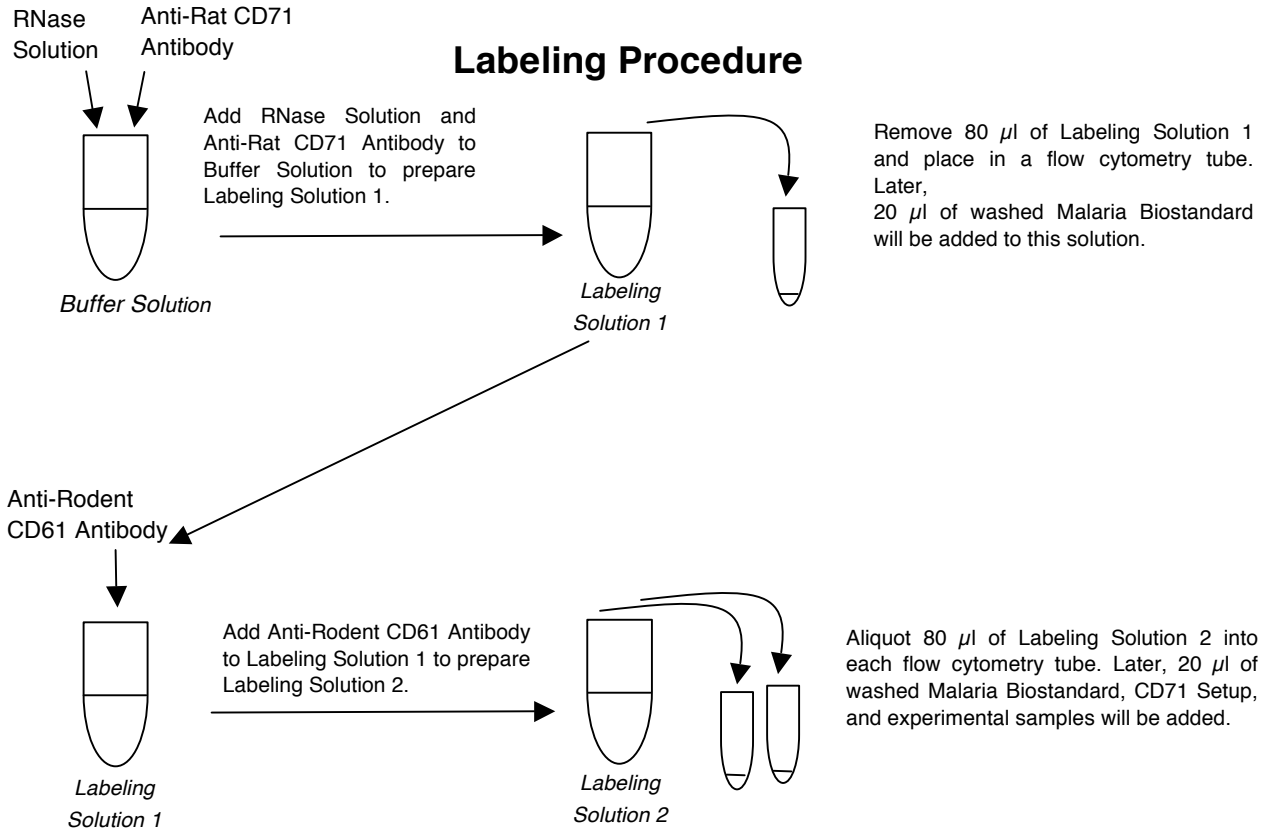 RNase
Solution
Anti-Rat CD71
Antibody
Labeling Procedure
Add RNase Solution and
Anti-Rat CD71 Antibody to
Buffer Solution to prepare
Labeling Solution 1.
Remove 80 µl of Labeling Solution 1
and place in a flow cytometry tube.
Later,
20 µl of washed Malaria Biostandard
will be added to this solution.
Buffer Solution
Labeling
Solution 1
Anti-Rodent
CD61 Antibody
Add Anti-Rodent CD61 Antibody
to Labeling Solution 1 to prepare
Labeling Solution 2.
Aliquot 80 µl of Labeling Solution 2 into
each flow cytometry tube. Later, 20 µl of
washed Malaria Biostandard, CD71 Setup,
and experimental samples will be added.
Labeling
Solution 1
Labeling
Solution 2